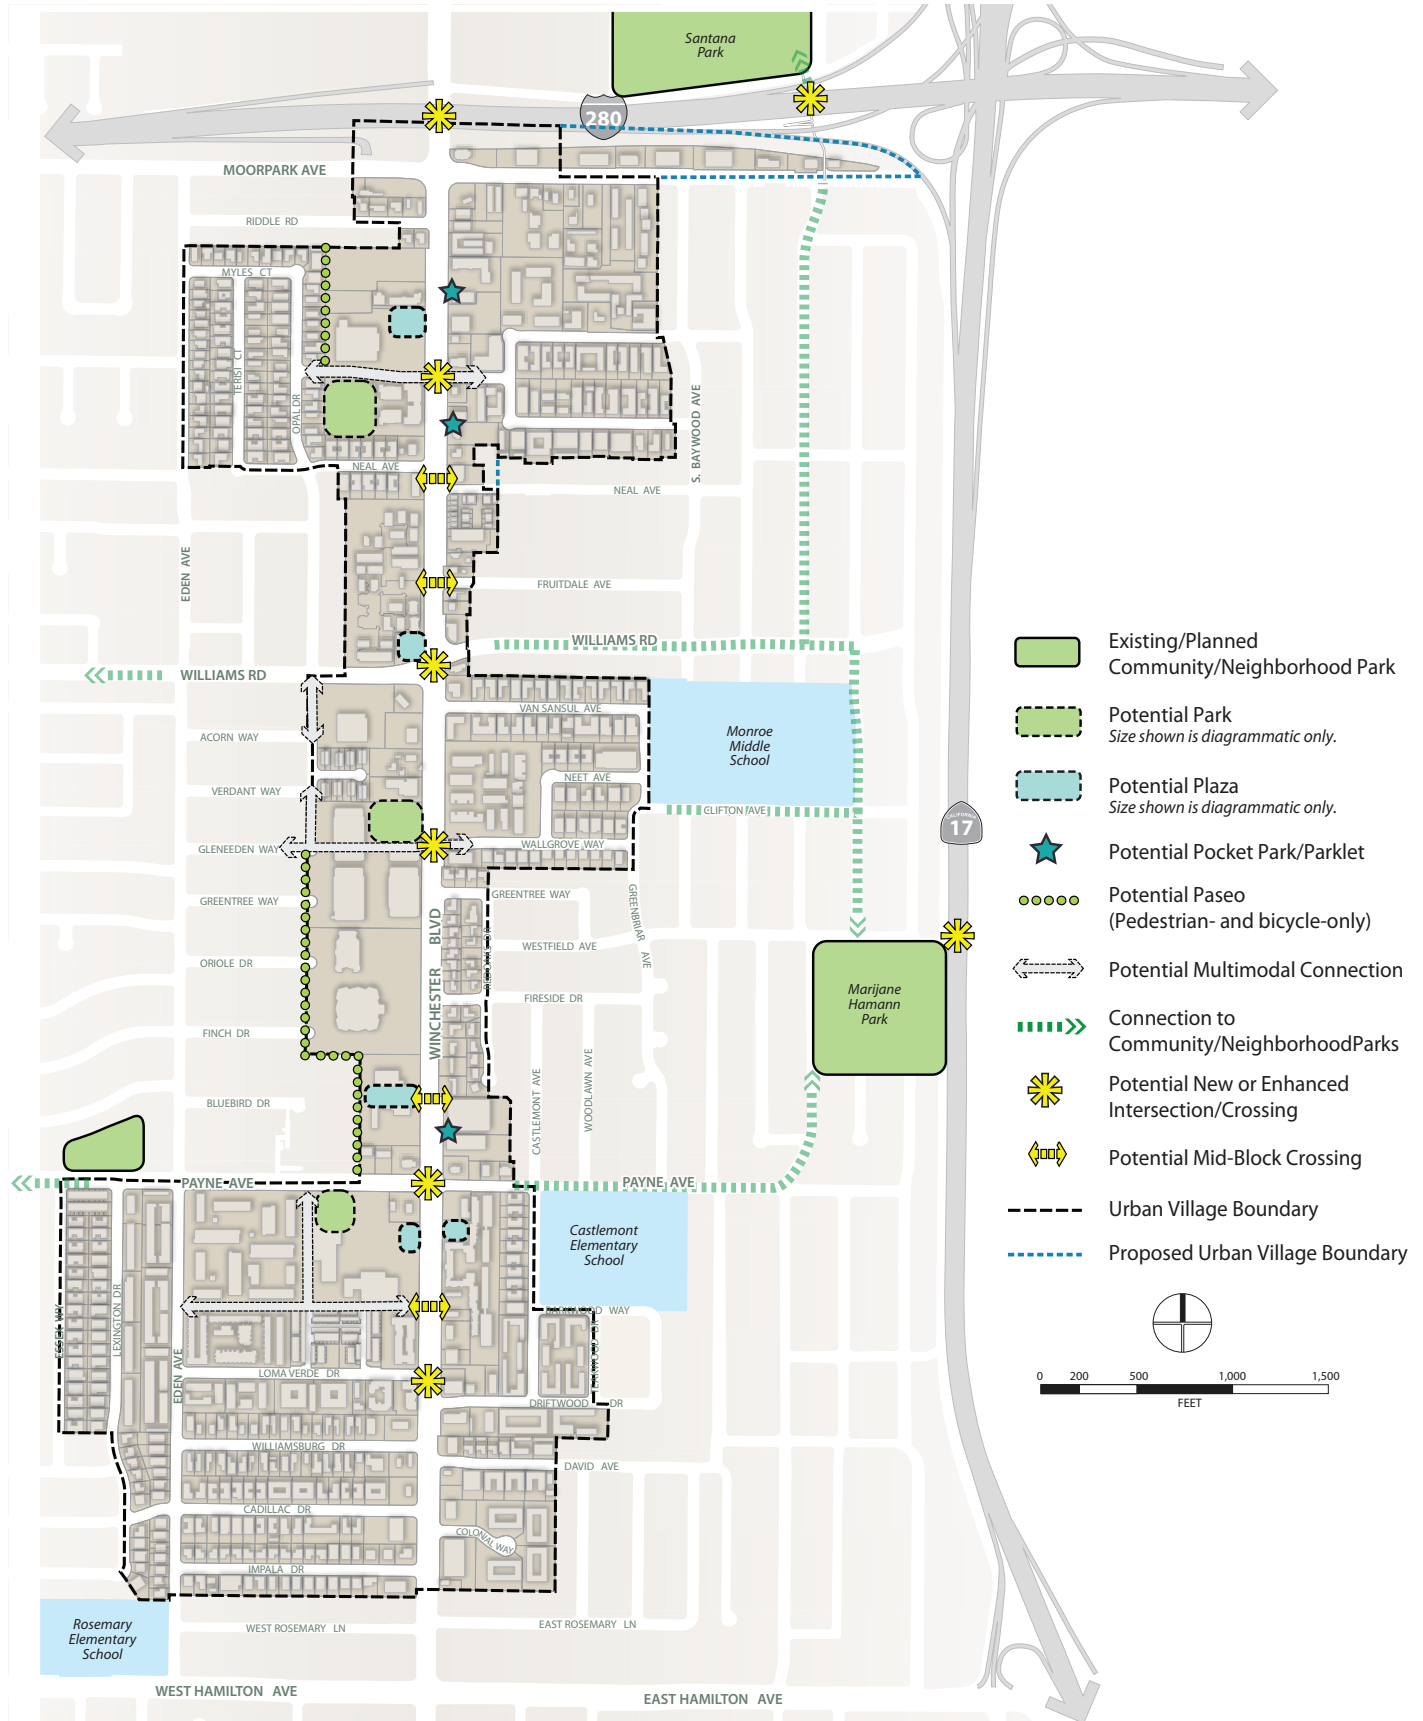 Santana
Park
280
MOORPARK AVE
RIDDLE RD
MYLES CT
TERISI CT
OPAL DR
S. BAYWOOD AVE
NEAL AVE
NEAL AVE
EDEN AVE
FRUITDALE AVE
WILLIAMS RD
WILLIAMS RD
VAN SANSUL AVE
ACORN WAY
Monroe
Middle
School
NEET AVE
VERDANT WAY
CLIFTON AVE
CALIFORNIA
17
GLENEEDEN WAY
WALLGROVE WAY
GREENTREE WAY
GREENTREE WAY
GREENBRIAR AVE
WINCHESTER BLVD
WESTFIELD AVE
ORIOLE DR
FIRESIDE DR
Marijane
Hamann
Park
FINCH DR
CASTLEMONT AVE
WOODLAWN AVE
BLUEBIRD DR
PAYNE AVE
PAYNE AVE
Castlemont
Elementary
School
ESSEX WY
LEXINGTON DR
EDEN AVE
LOMA VERDE DR
DRIFTWOOD DR
WILLIAMSBURG DR
DAVID AVE
CADILLAC DR
COLONIAL WAY
IMPALA DR
Rosemary
Elementary
School
WEST ROSEMARY LN
EAST ROSEMARY LN
WEST HAMILTON AVE
EAST HAMILTON AVE
Existing/Planned
Community/Neighborhood Park
Potential Park
Size shown is diagrammatic only.
Potential Plaza
Size shown is diagrammatic only.
Potential Pocket Park/Parklet
Potential Paseo
(Pedestrian- and bicycle-only)
Potential Multimodal Connection
Connection to
Community/NeighborhoodParks
Potential New or Enhanced
Intersection/Crossing
Potential Mid-Block Crossing
Urban Village Boundary
Proposed Urban Village Boundary
0 200 500 1,000 1,500
FEET